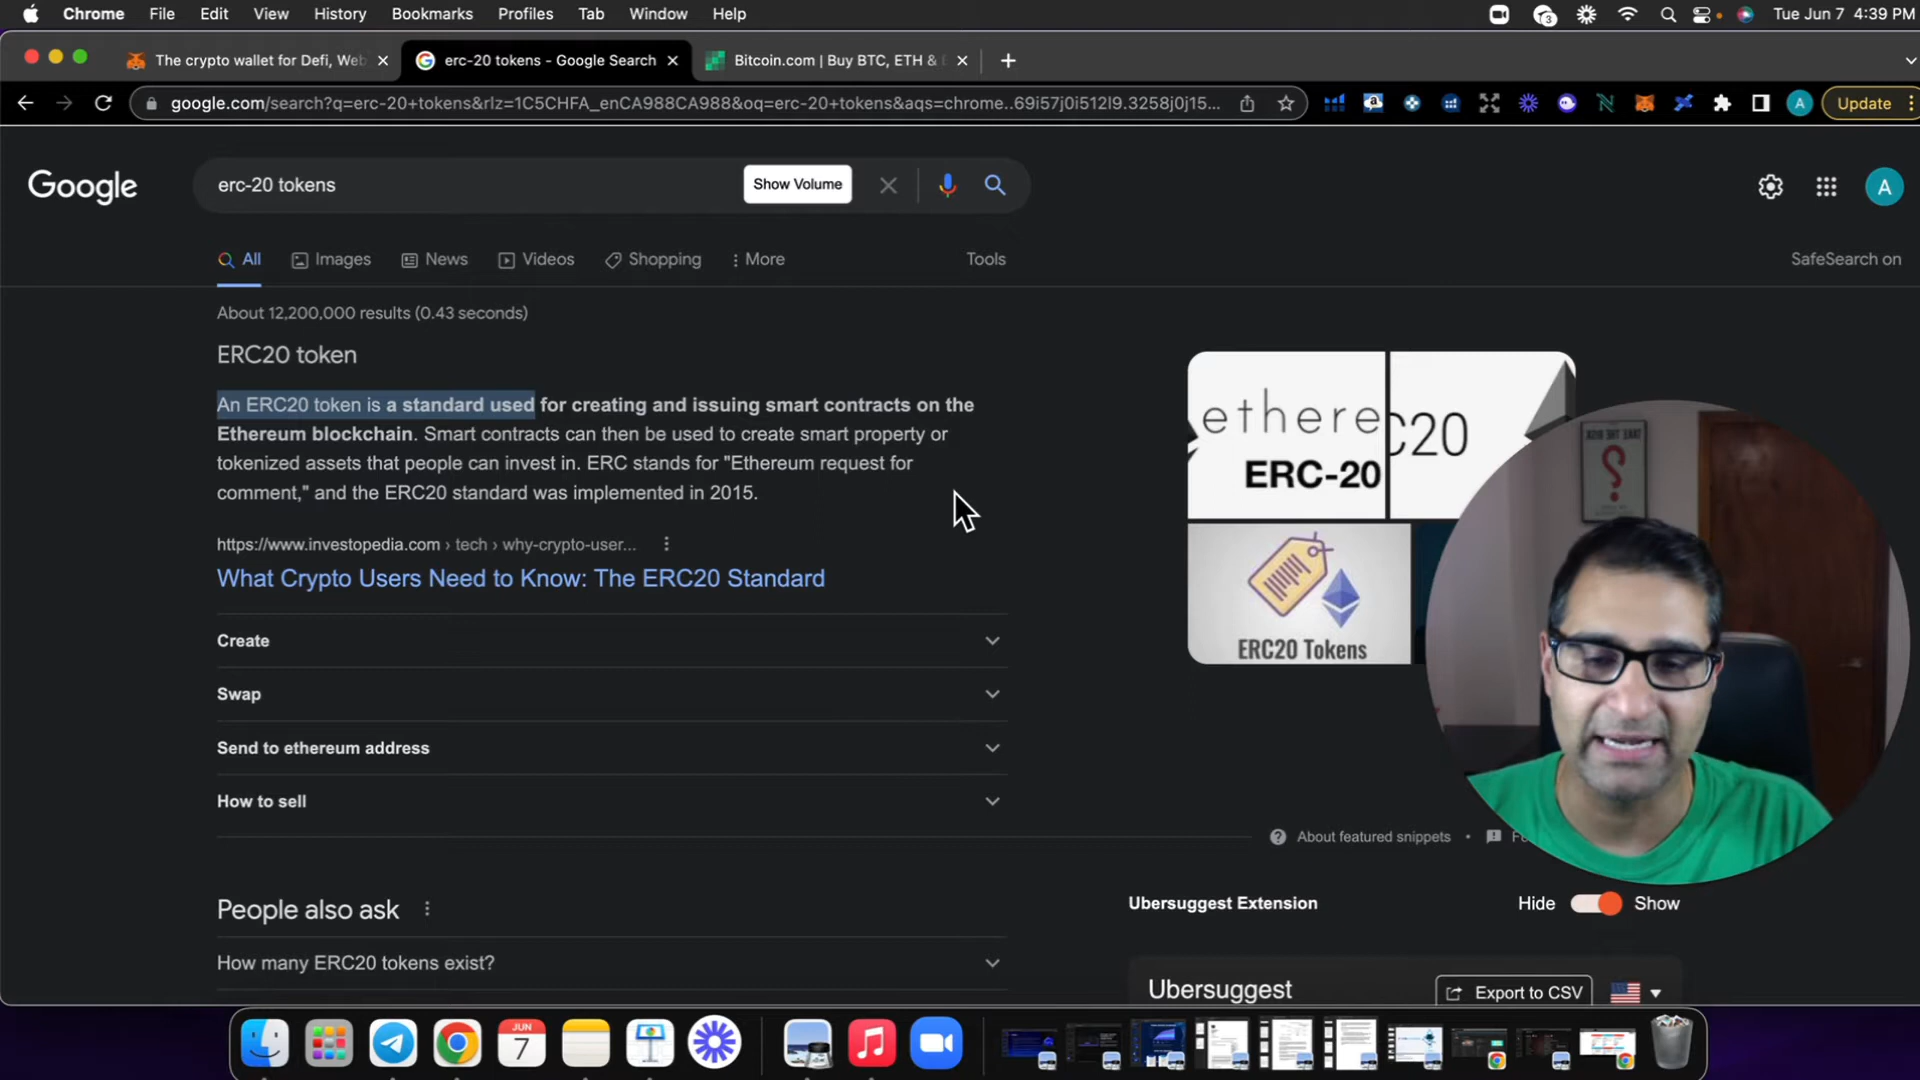 Chrome File Edit View History Bookmarks Profiles Tab Window Help 3 Tue Jun 7 4:39 PM
The crypto wallet for Defi, Web erc-20 tokens - Google Search Bitcoin.com | Buy BTC, ETH &
google.com/search?q=erc-20+tokens&rlz=1C5CHFA_enCA988CA988&oq=erc-20+tokens&aqs=chrome..69i57j0i512l9.3258j0j15... A Update
Google erc-20 tokens Show Volume A
All Images News Videos Shopping More Tools SafeSearch on
About 12,200,000 results (0.43 seconds)
ERC20 token
An ERC20 token is a standard used for creating and issuing smart contracts on the
Ethereum blockchain. Smart contracts can then be used to create smart property or
tokenized assets that people can invest in. ERC stands for "Ethereum request for
comment," and the ERC20 standard was implemented in 2015.
https://www.investopedia.com › tech › why-crypto-user...
What Crypto Users Need to Know: The ERC20 Standard
ethere
ERC-20
C20
ERC20 Tokens
TAKE THE RISK
Create
Swap
Send to ethereum address
How to sell
About featured snippets
People also ask
How many ERC20 tokens exist?
Ubersuggest Extension Hide Show
Ubersuggest Export to CSV
JUN
7